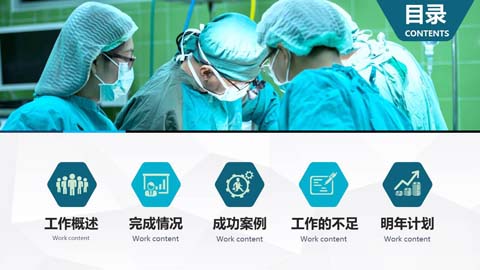 目录
CONTENTS
工作概述
Work content
完成情况
Work content
成功案例
Work content
工作的不足
Work content
明年计划
Work content